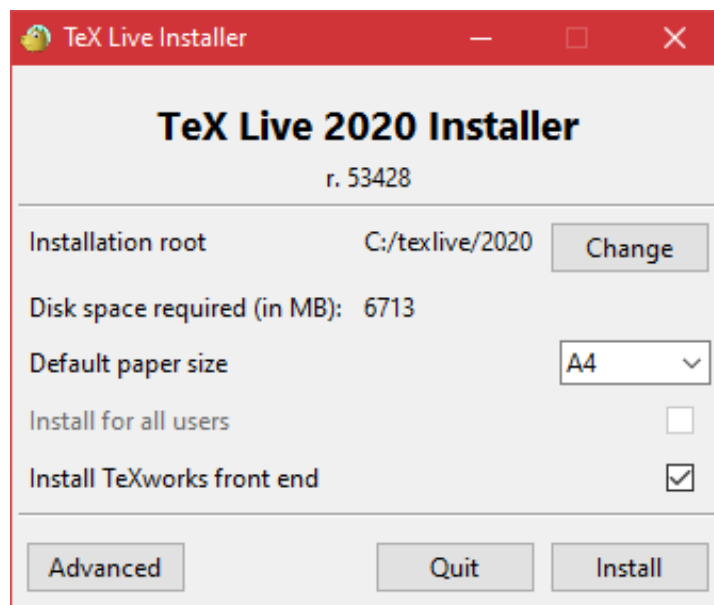 TeX Live Installer
TeX Live 2020 Installer
r. 53428
Installation root C:/texlive/2020 Change
Disk space required (in MB): 6713
Default paper size A4
Install for all users
Install TeXworks front end
Advanced Quit Install